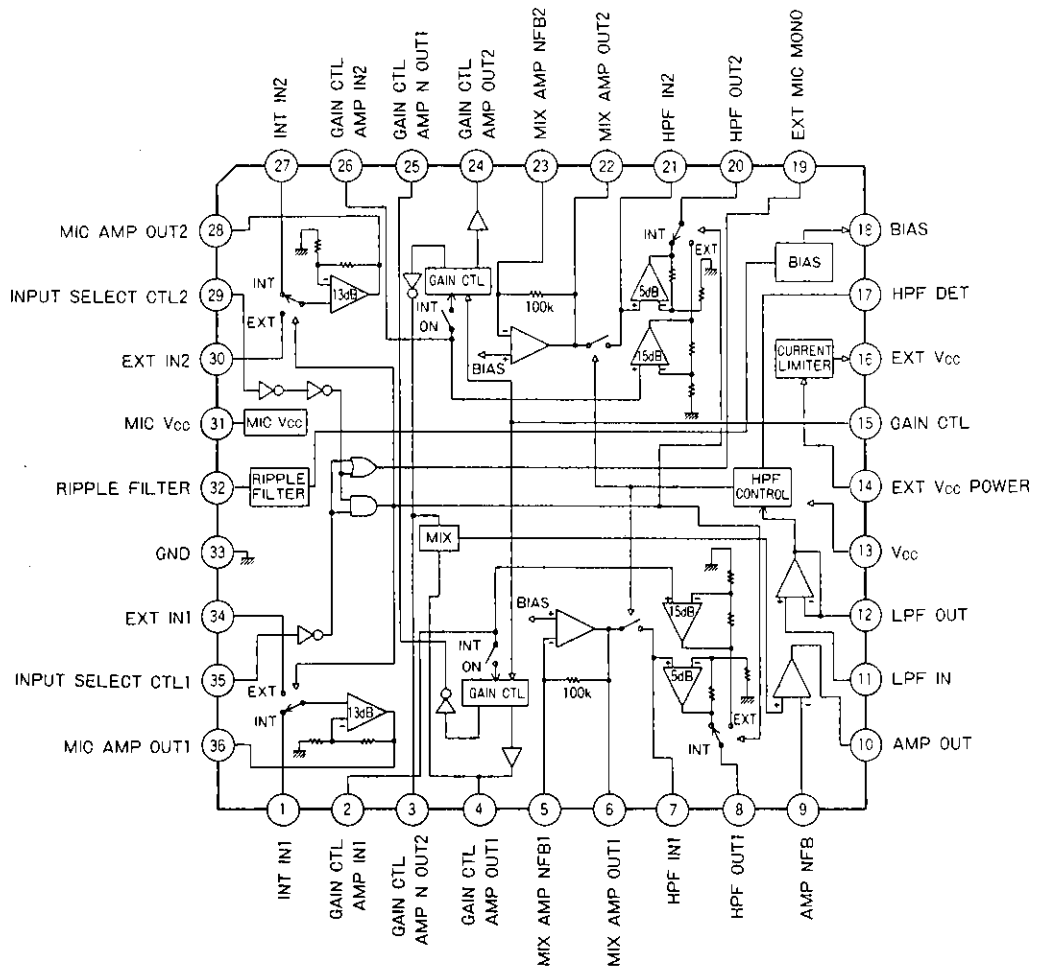 INT IN2
GAIN CTL
AMP IN2
GAIN CTL
AMP N OUT1
GAIN CTL
AMP OUT2
MIX AMP NFB2
MIX AMP OUT2
HPF IN2
HPF OUT2
EXT MIC MONO
27
26
25
24
23
22
21
20
19
MIC AMP OUT2
28
18
BIAS
INPUT SELECT CTL2
29
17
HPF DET
EXT IN2
30
16
EXT Vcc
MIC Vcc
31
15
GAIN CTL
RIPPLE FILTER
32
14
EXT Vcc POWER
GND
33
13
Vcc
EXT IN1
34
12
LPF OUT
INPUT SELECT CTL1
35
11
LPF IN
MIC AMP OUT1
36
10
AMP OUT
INT
EXT
-
+
13dB
GAIN CTL
INT
ON
100k
-
+
BIAS
INT
EXT
+
-
5dB
+
-
15dB
BIAS
CURRENT
LIMITER
MIC Vcc
RIPPLE
FILTER
HPF
CONTROL
MIX
BIAS
+
-
100k
INT
ON
GAIN CTL
+
-
15dB
+
-
5dB
EXT
INT
+
-
+
-
EXT
INT
+
-
13dB
1
2
3
4
5
6
7
8
9
INT IN1
GAIN CTL
AMP IN1
GAIN CTL
AMP N OUT2
GAIN CTL
AMP OUT1
MIX AMP NFB1
MIX AMP OUT1
HPF IN1
HPF OUT1
AMP NFB